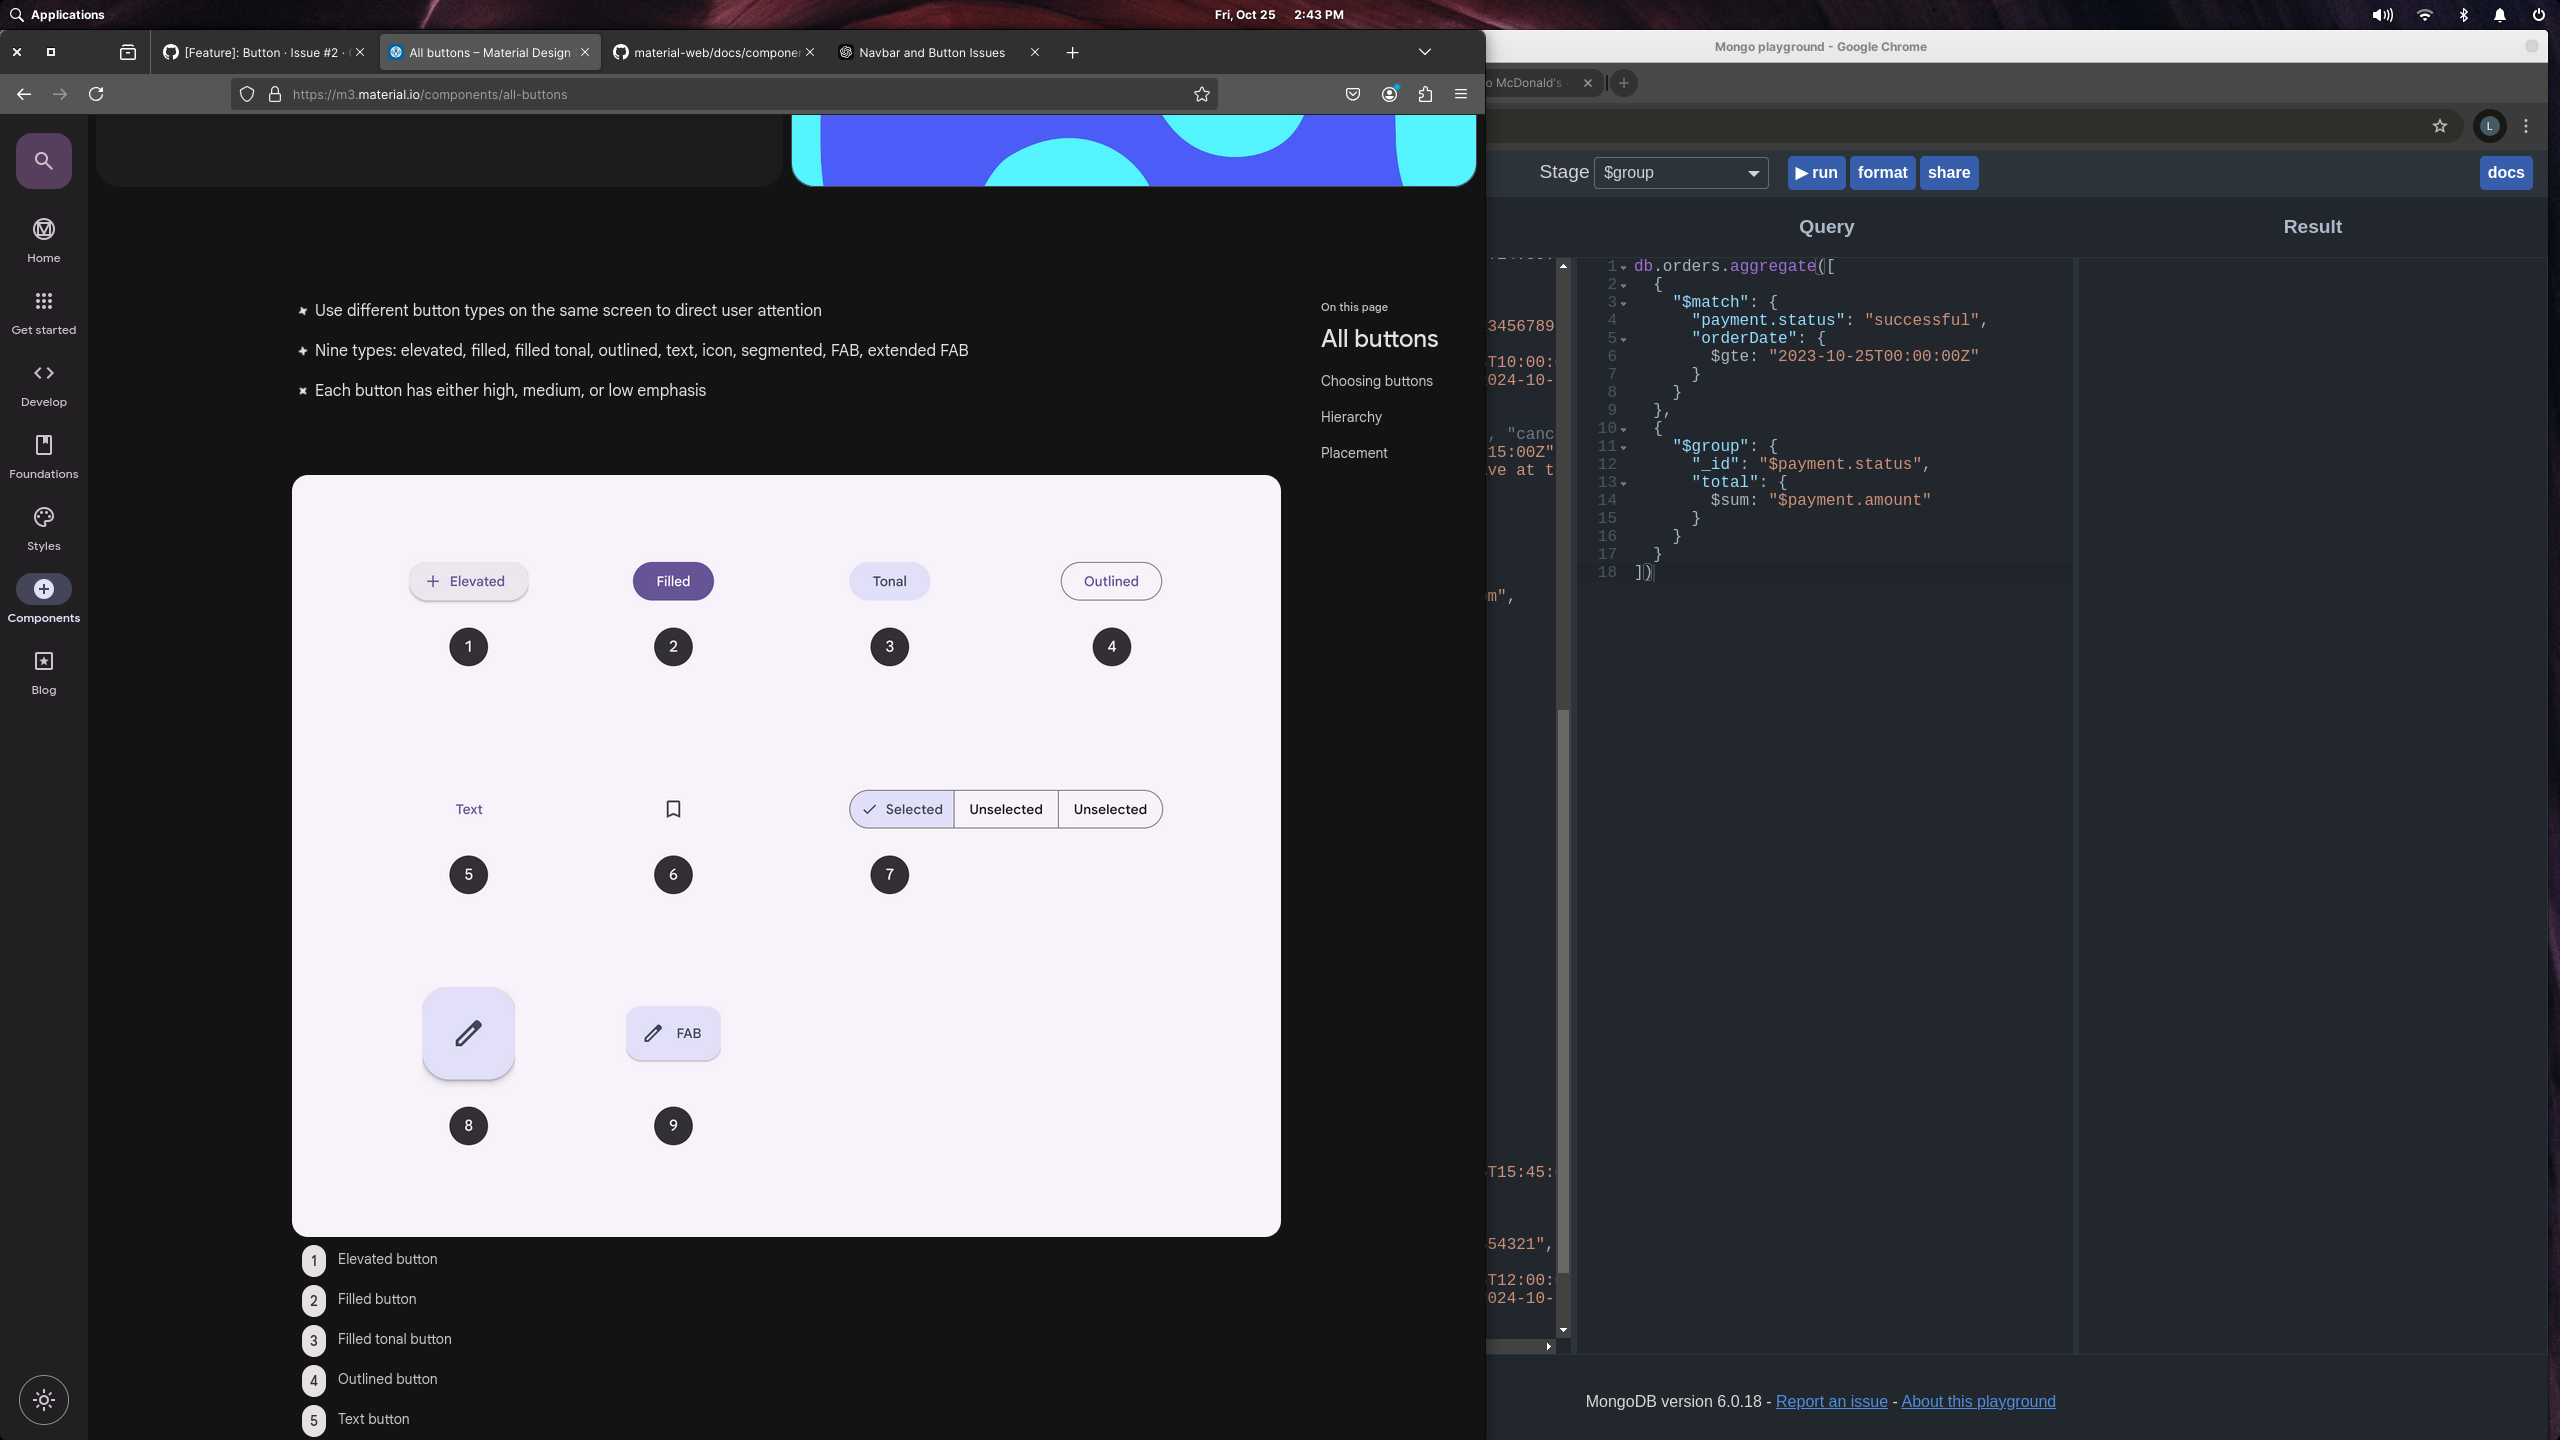 Applications
Fri, Oct 25 2:43 PM
[Feature]: Button · Issue #2 ·
All buttons – Material Design
material-web/docs/compone
Navbar and Button Issues
https://m3.material.io/components/all-buttons
Home
Get started
Develop
Foundations
Styles
Components
Blog
Use different button types on the same screen to direct user attention
Nine types: elevated, filled, filled tonal, outlined, text, icon, segmented, FAB, extended FAB
Each button has either high, medium, or low emphasis
On this page
All buttons
Choosing buttons
Hierarchy
Placement
Elevated
Filled
Tonal
Outlined
1
2
3
4
Text
Selected
Unselected
Unselected
5
6
7
FAB
8
9
1 Elevated button
2 Filled button
3 Filled tonal button
4 Outlined button
5 Text button
Mongo playground - Google Chrome
o McDonald's
L
Stage $group
run
format
share
docs
Query
Result
3456789
T10:00:
024-10-
, "canc
15:00Z"
ve at t
m",
T15:45:
54321",
T12:00:
024-10-
1 db.orders.aggregate([
2 {
3 "$match": {
4 "payment.status": "successful",
5 "orderDate": {
6 $gte: "2023-10-25T00:00:00Z"
7 }
8 }
9 },
10 {
11 "$group": {
12 "_id": "$payment.status",
13 "total": {
14 $sum: "$payment.amount"
15 }
16 }
17 }
18 ])
MongoDB version 6.0.18 - Report an issue - About this playground